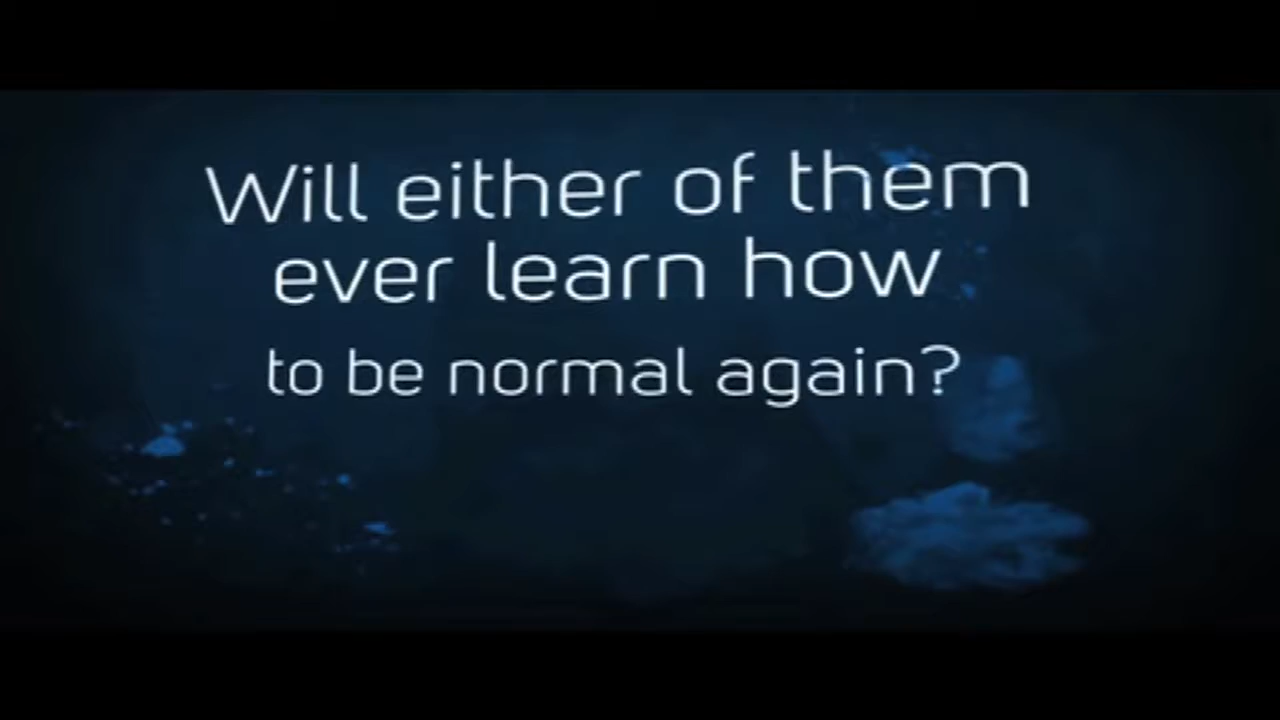 Will either of them
ever learn how
to be normal again?